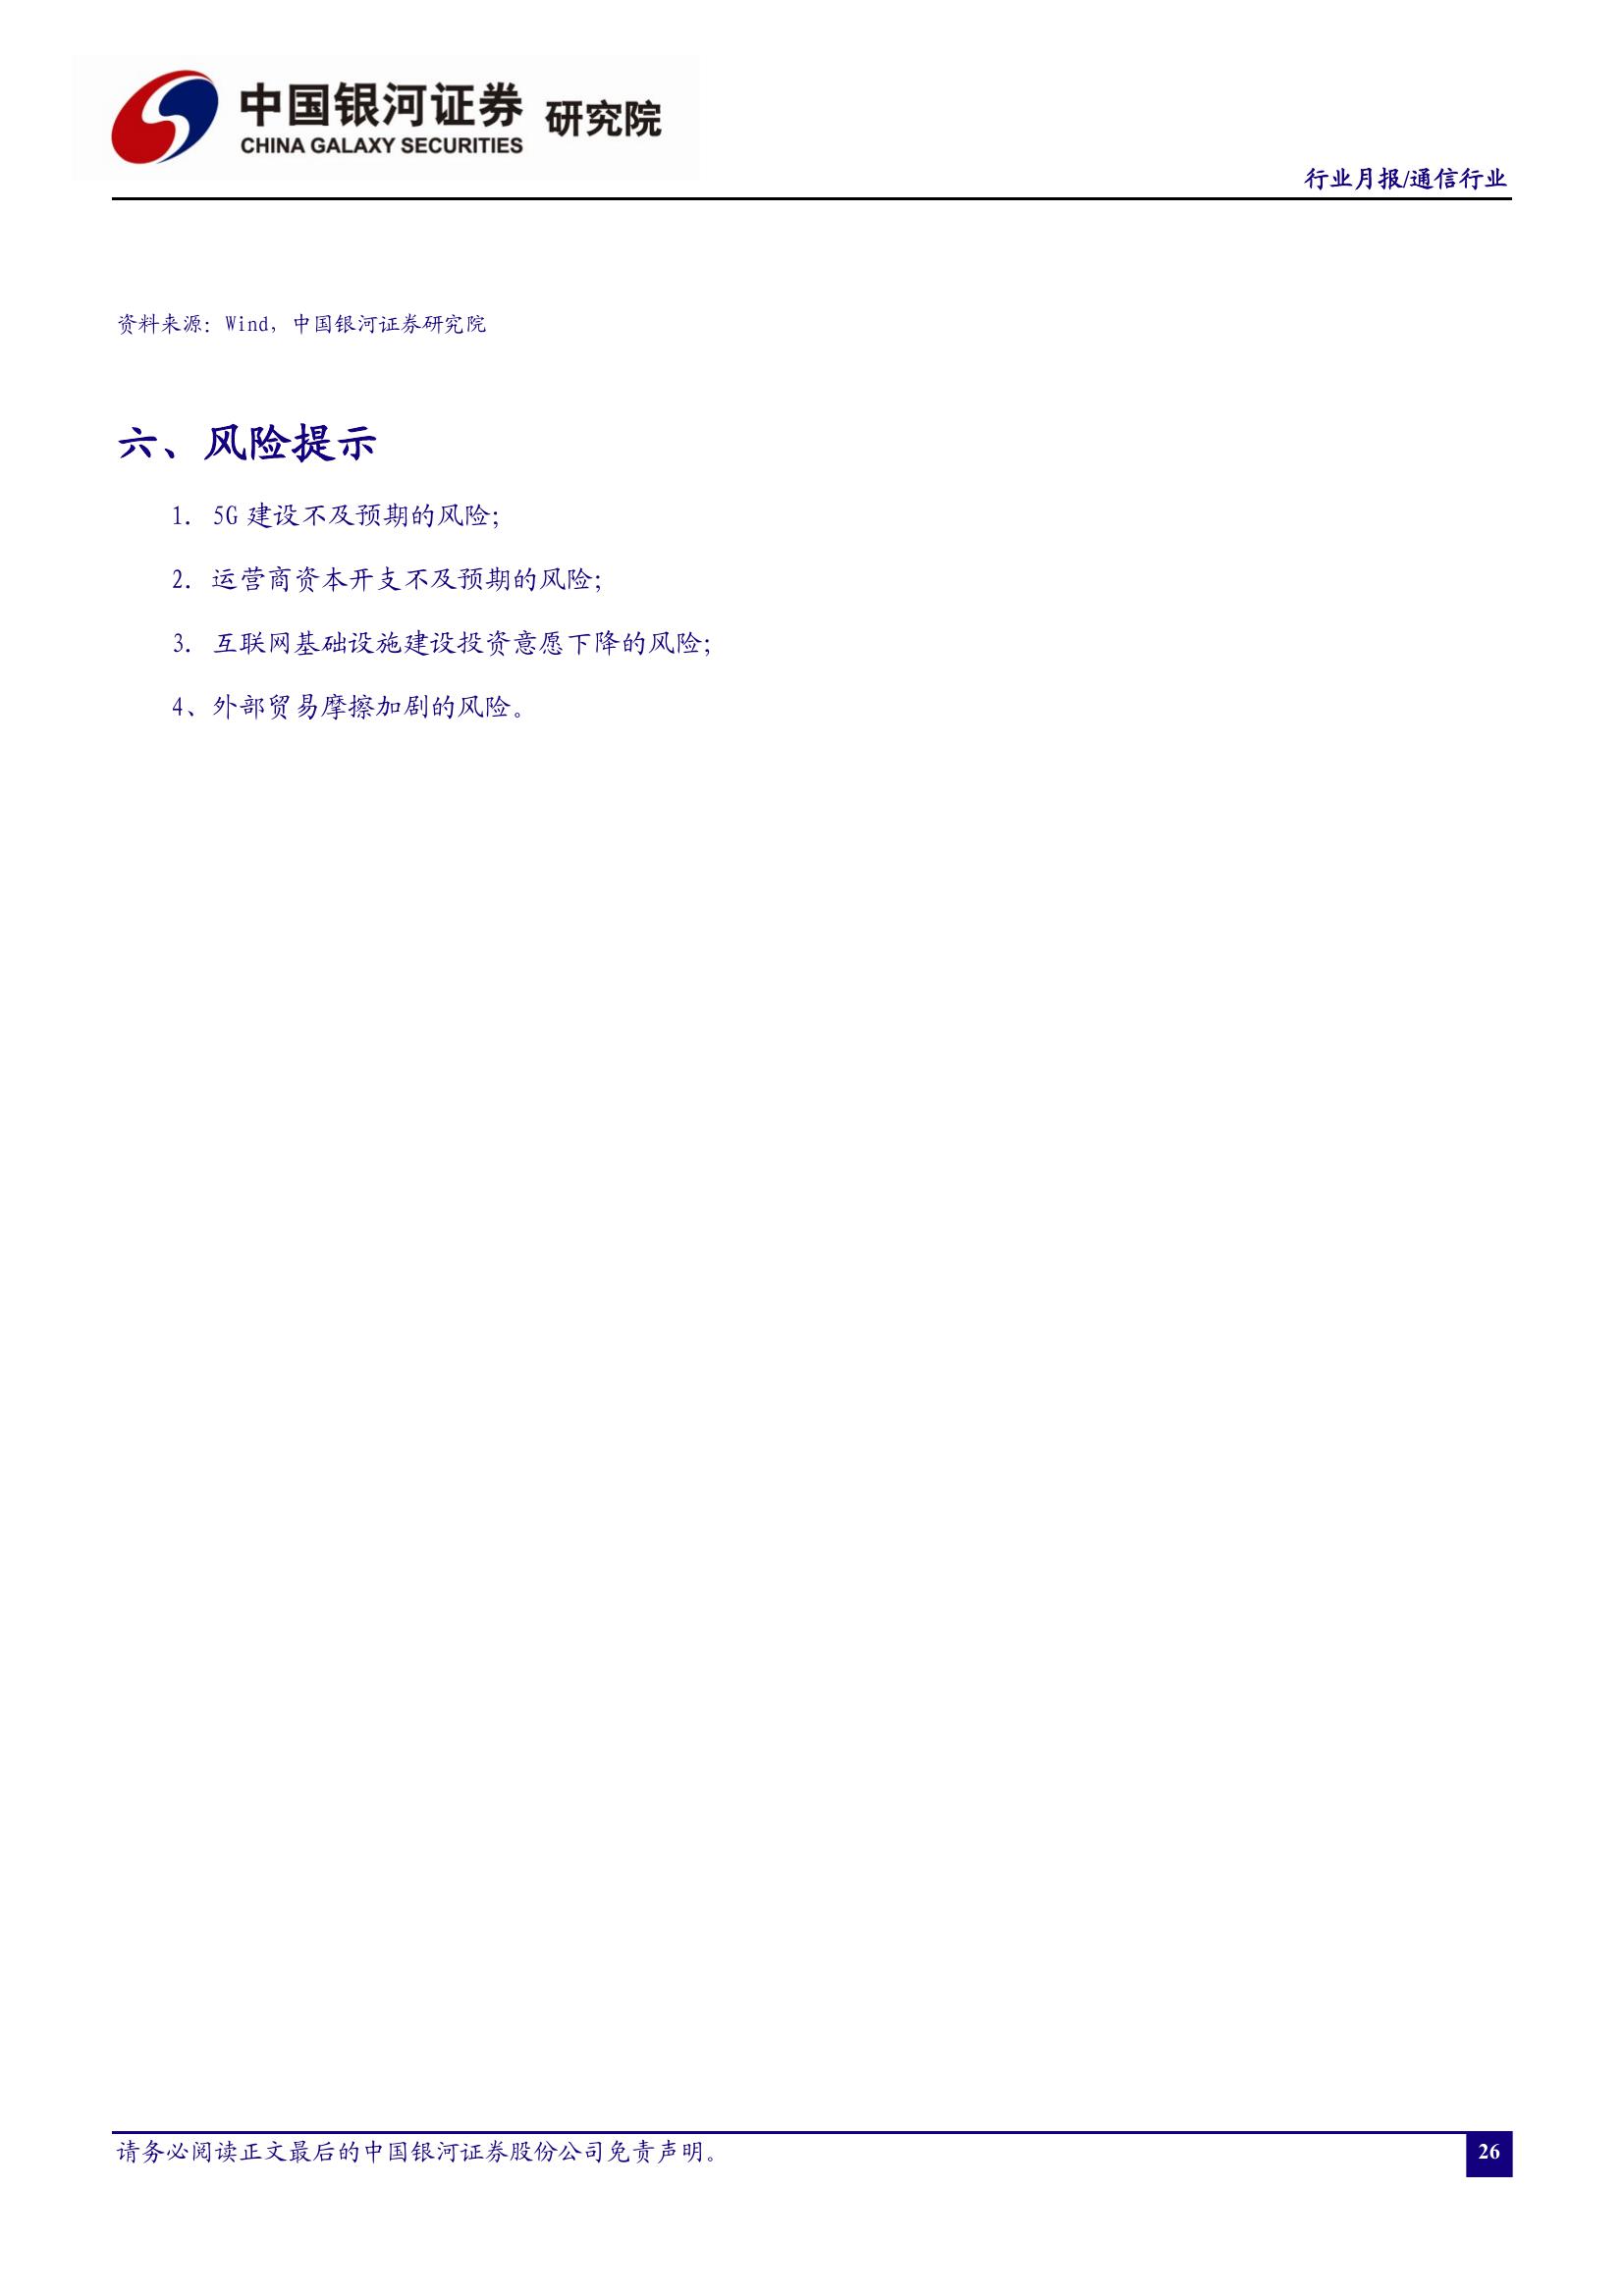 中国银河证券 研究院
CHINA GALAXY SECURITIES
行业月报/通信行业
资料来源：Wind，中国银河证券研究院
六、风险提示
1. 5G 建设不及预期的风险；
2. 运营商资本开支不及预期的风险；
3. 互联网基础设施建设投资意愿下降的风险；
4、外部贸易摩擦加剧的风险。
请务必阅读正文最后的中国银河证券股份公司免责声明。
26